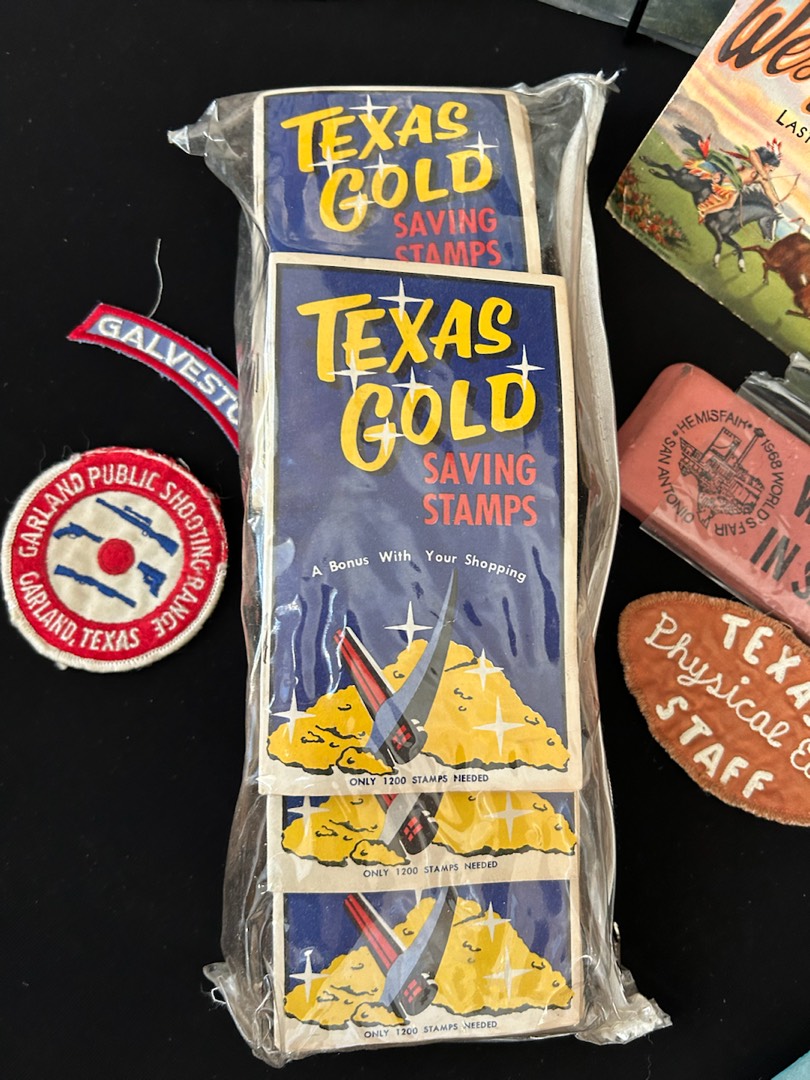 TEXAS
GOLD
SAVING
STAMPS
TEXAS
GOLD
SAVING
STAMPS
A Bonus With Your Shopping
ONLY 1200 STAMPS NEEDED
ONLY 1200 STAMPS NEEDED
ONLY 1200 STAMPS NEEDED
GARLAND PUBLIC SHOOTING RANGE
GARLAND, TEXAS
HEMISFAIR
1968 WORLD'S FAIR
SAN ANTONIO
IN
Physical
STAFF